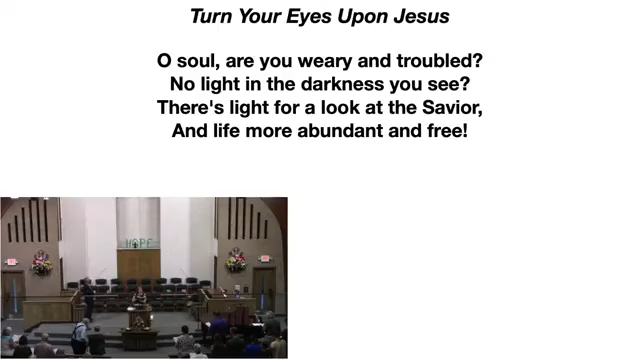 Turn Your Eyes Upon Jesus
O soul, are you weary and troubled?
No light in the darkness you see?
There's light for a look at the Savior,
And life more abundant and free!
HOPE